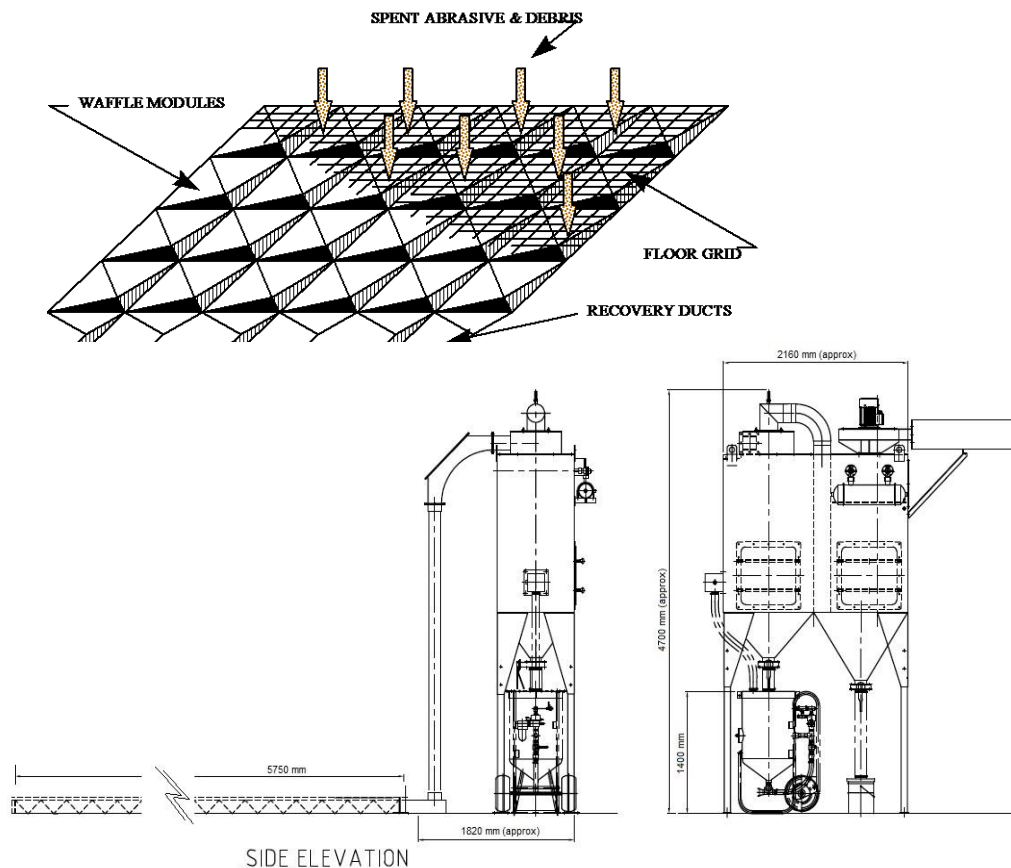 SPENT ABRASIVE & DEBRIS
WAFFLE MODULES
FLOOR GRID
RECOVERY DUCTS
2160 mm (approx)
4700 mm (approx)
1400 mm
5750 mm
1820 mm (approx)
SIDE ELEVATION